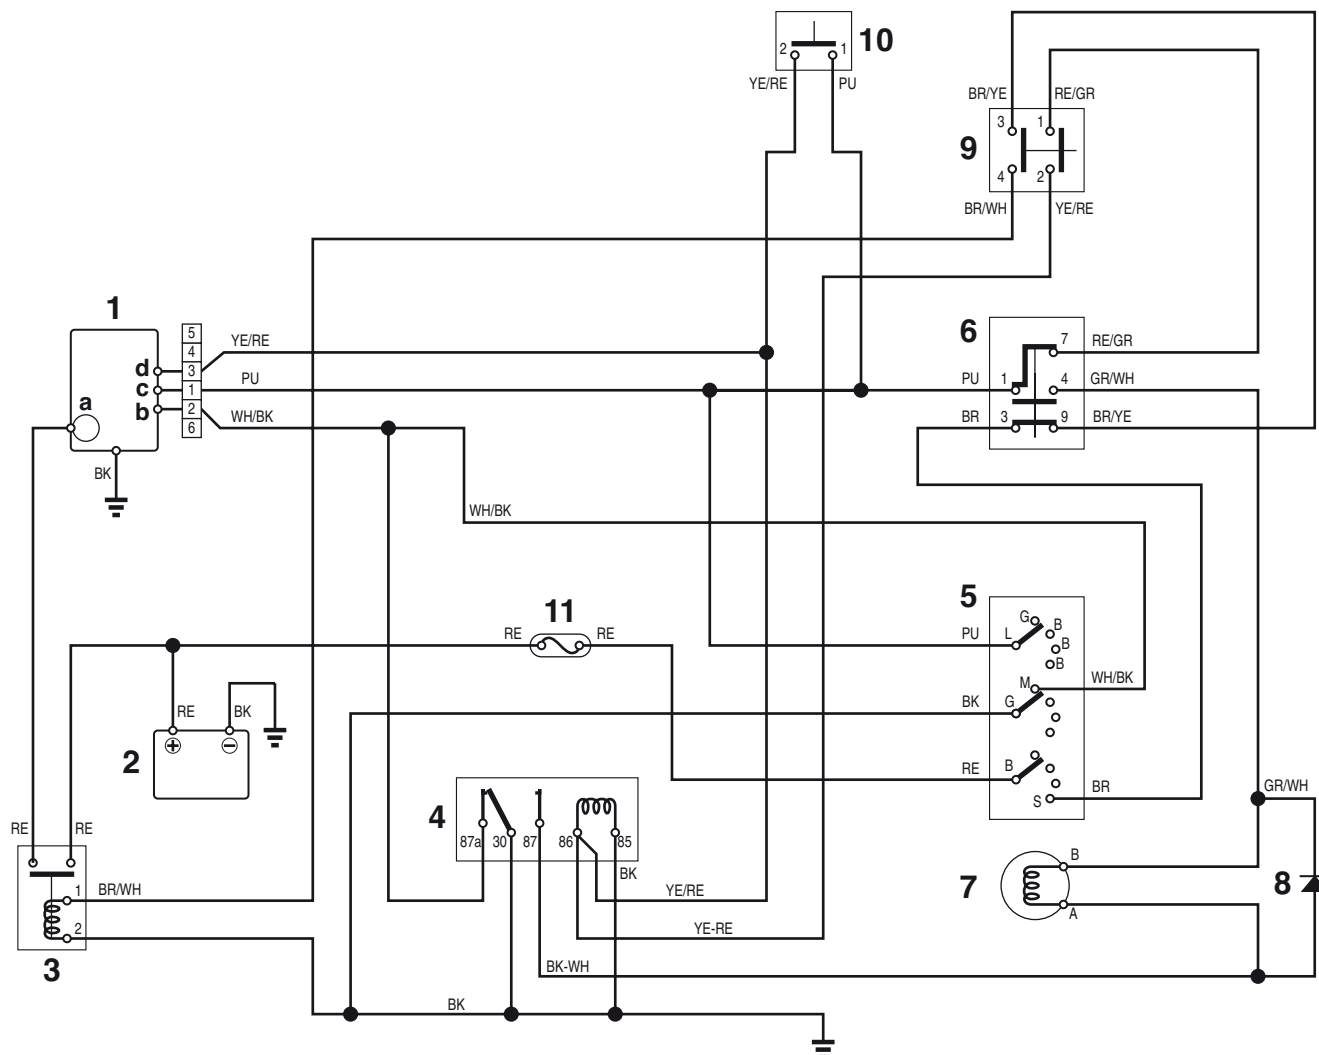 10
2
1
YE/RE
PU
BR/YE
RE/GR
3
1
9
4
2
BR/WH
YE/RE
1
5
4
3
1
2
6
YE/RE
PU
WH/BK
d
c
b
a
BK
6
7
RE/GR
PU
1
4
GR/WH
BR
3
9
BR/YE
WH/BK
11
RE
RE
5
G
B
L
B
B
PU
M
WH/BK
BK
G
RE
B
S
BR
2
RE
BK
+
−
4
87a
30
87
86
85
BK
YE/RE
YE-RE
BK-WH
BK
RE
RE
1
BR/WH
2
3
GR/WH
7
B
A
8